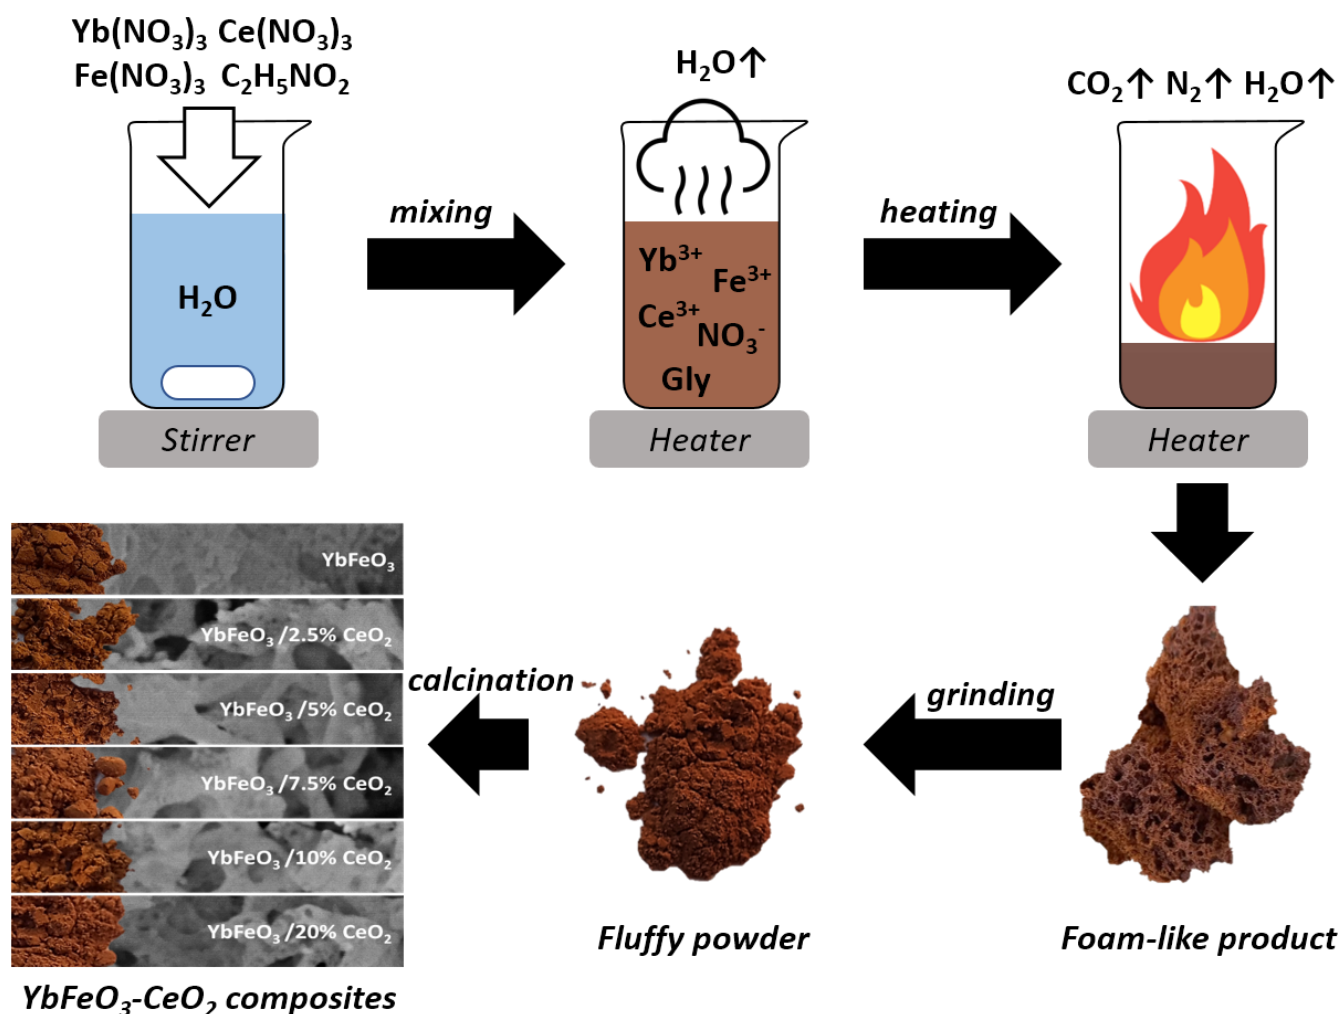 Yb(NO₃)₃ Ce(NO₃)₃
Fe(NO₃)₃ C₂H₅NO₂
H₂O
Stirrer
mixing
H₂O↑
Yb³⁺
Fe³⁺
Ce³⁺
NO₃⁻
Gly
Heater
heating
CO₂↑ N₂↑ H₂O↑
Heater
Foam-like product
grinding
Fluffy powder
calcination
YbFeO₃
YbFeO₃/2.5% CeO₂
YbFeO₃/5% CeO₂
YbFeO₃/7.5% CeO₂
YbFeO₃/10% CeO₂
YbFeO₃/20% CeO₂
YbFeO₃-CeO₂ composites